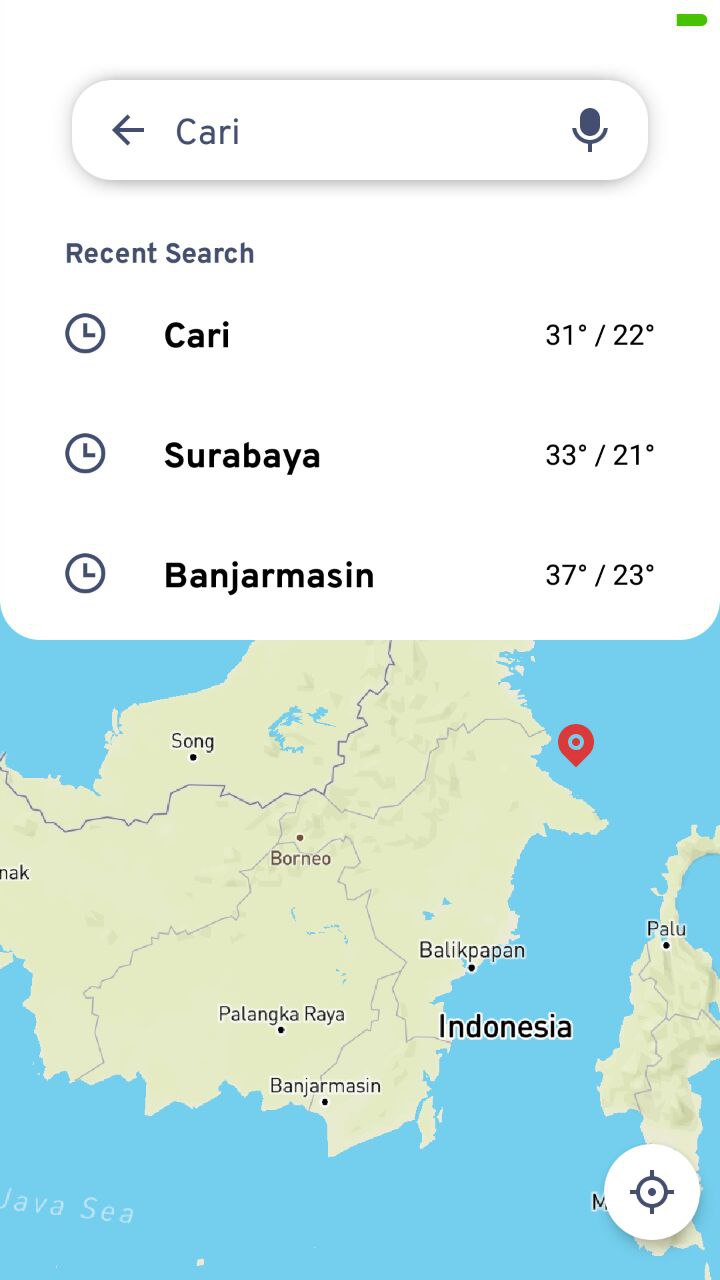 Cari
Recent Search
Cari 31° / 22°
Surabaya 33° / 21°
Banjarmasin 37° / 23°
Song
Borneo
nak
Palu
Balikpapan
Palangka Raya
Indonesia
Banjarmasin
Java Sea
M